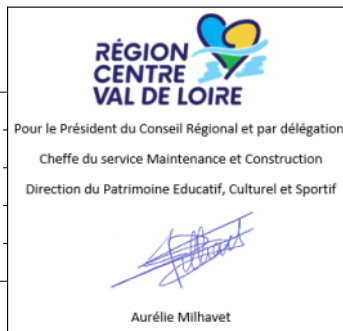 RÉGION
CENTRE
VAL DE LOIRE
Pour le Président du Conseil Régional et par délégation
Cheffe du service Maintenance et Construction
Direction du Patrimoine Educatif, Culturel et Sportif
Aurélie Milhavet